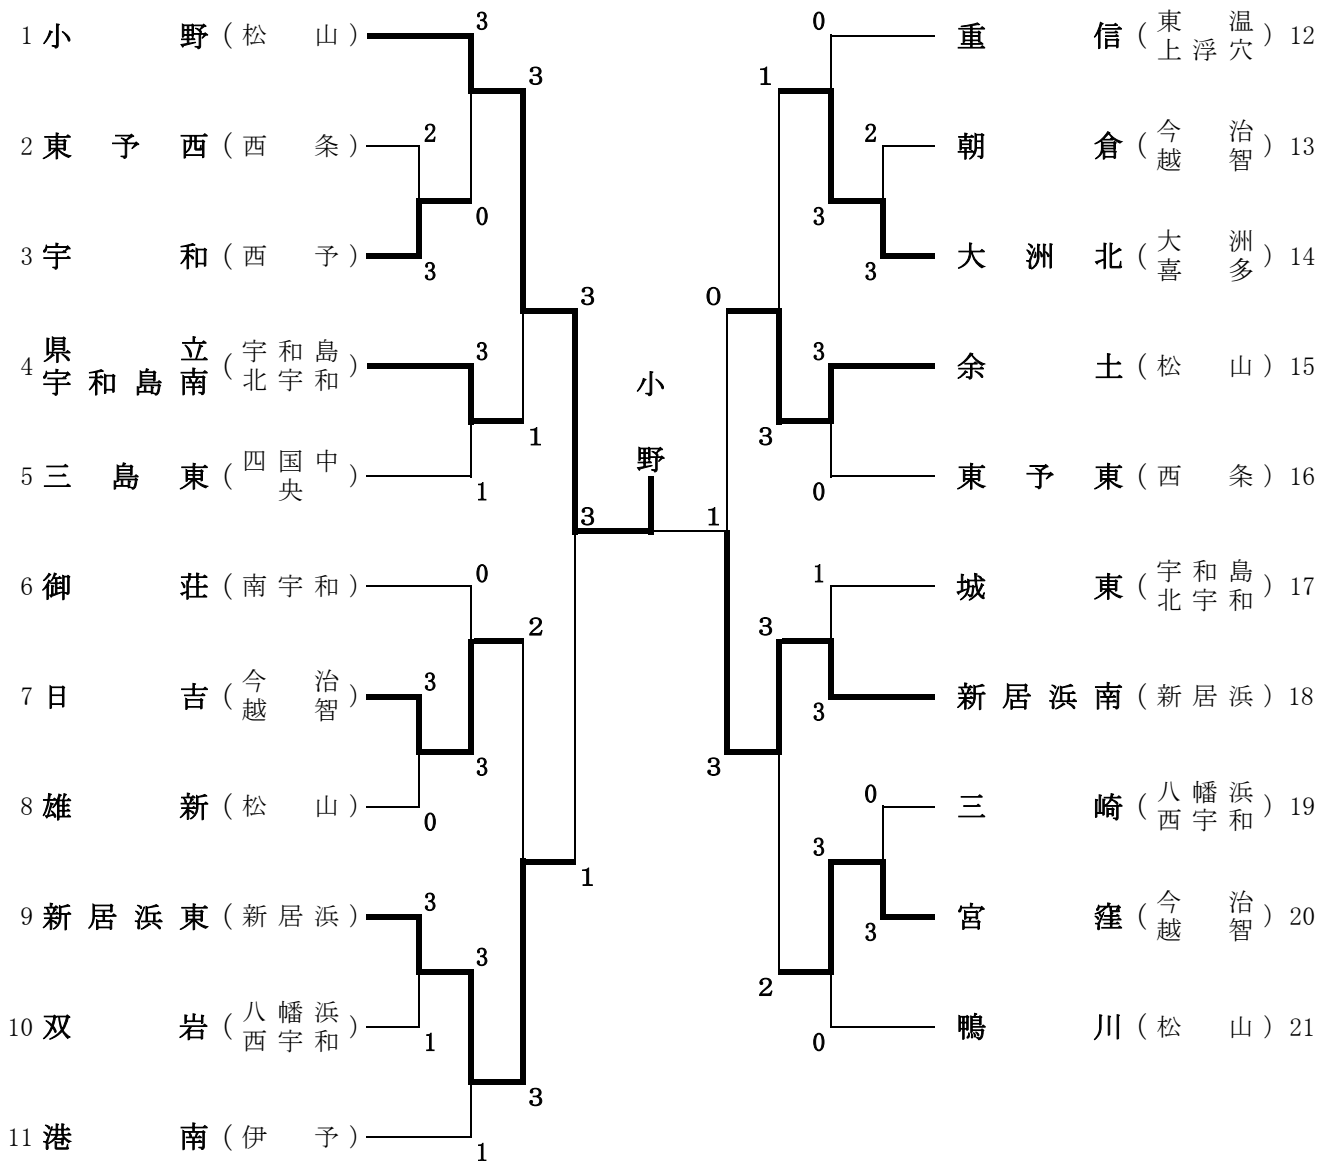 1 小野 (松山) 3
3
2 東予西 (西条) 2
0
3 宇和 (西予) 3
3
4 県立宇和島南 (宇和島北宇和) 3
1
5 三島東 (四国中央) 1
3
6 御荘 (南宇和) 0
2
7 日吉 (今治越智) 3
3
8 雄新 (松山) 0
1
9 新居浜東 (新居浜) 3
3
10 双岩 (八幡浜西宇和) 1
3
11 港南 (伊予) 1
小野
0 重信 (東温上浮穴) 12
1
2 朝倉 (今治越智) 13
3
3 大洲北 (大洲喜多) 14
0
3 余土 (松山) 15
3
0 東予東 (西条) 16
1
1 城東 (宇和島北宇和) 17
3
3 新居浜南 (新居浜) 18
3
0 三崎 (八幡浜西宇和) 19
3
3 宮窪 (今治越智) 20
2
0 鴨川 (松山) 21